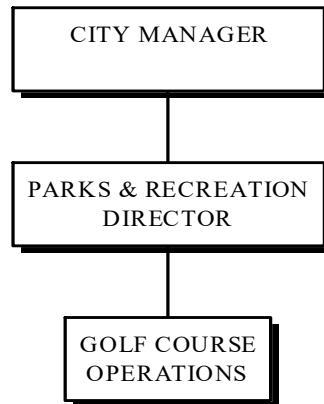 CITY MANAGER
PARKS & RECREATION
DIRECTOR
GOLF COURSE
OPERATIONS